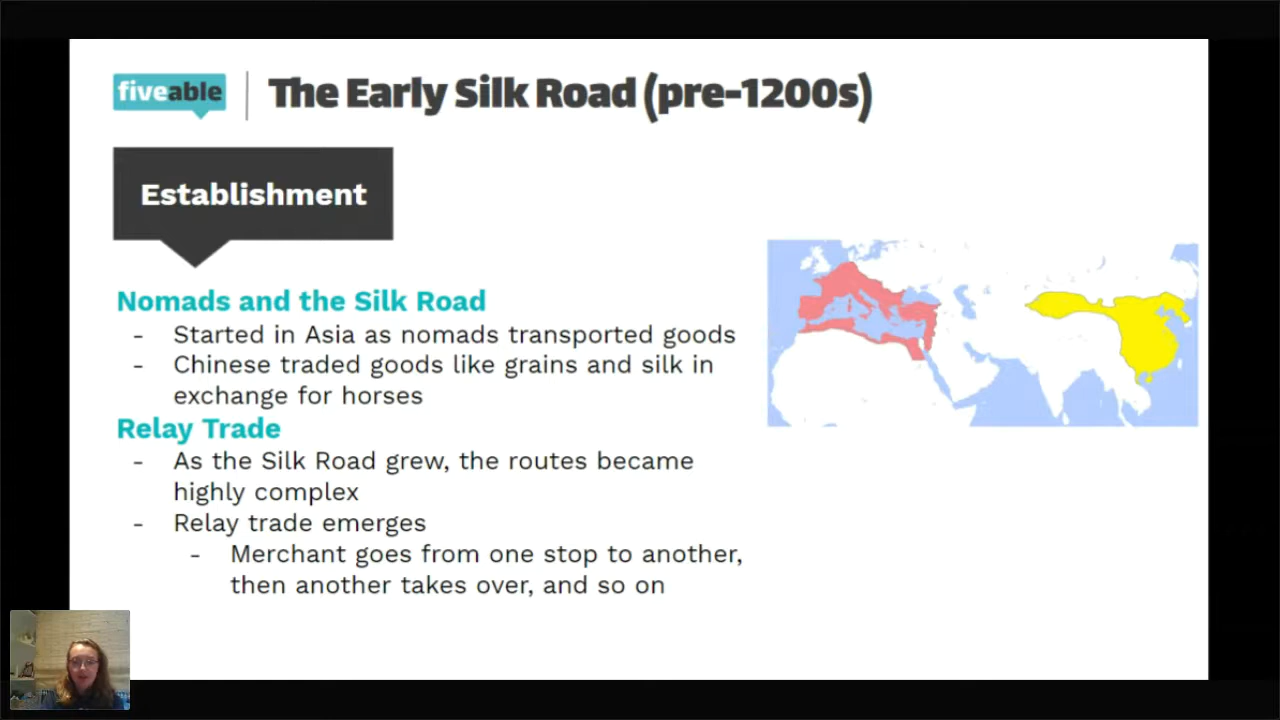 fiveable
The Early Silk Road (pre-1200s)
Establishment
Nomads and the Silk Road
- Started in Asia as nomads transported goods
- Chinese traded goods like grains and silk in
exchange for horses
Relay Trade
- As the Silk Road grew, the routes became
highly complex
- Relay trade emerges
- Merchant goes from one stop to another,
then another takes over, and so on